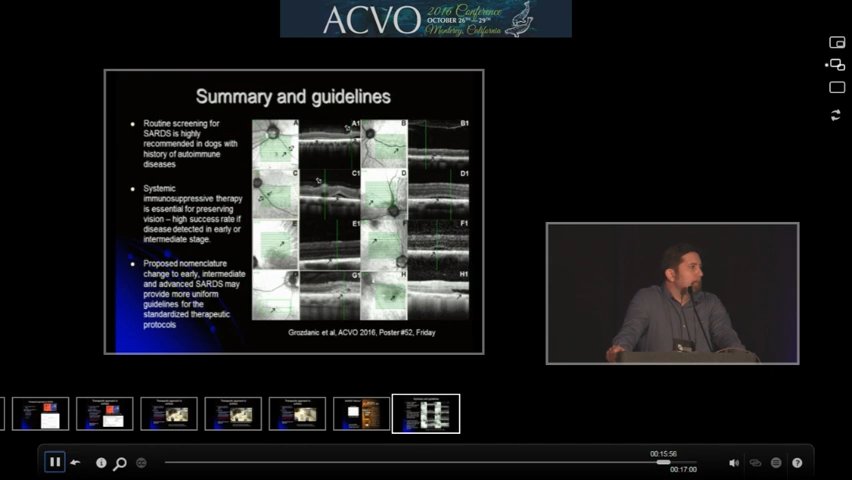 ACVO
2016 Conference
OCTOBER 26TH - 29TH
Monterey, California
Summary and guidelines
Routine screening for
SARDS is highly
recommended in dogs with
history of autoimmune
diseases
Systemic
immunosuppressive therapy
is essential for preserving
vision – high success rate if
disease detected in early or
intermediate stage.
Proposed nomenclature
change to early, intermediate
and advanced SARDS may
provide more uniform
guidelines for the
standardized therapeutic
protocols
A A1 B B1
C C1 D D1
E E1 F F1
G G1 H H1
Grozdanic et al, ACVO 2016, Poster #52, Friday
00:15:56
00:17:00